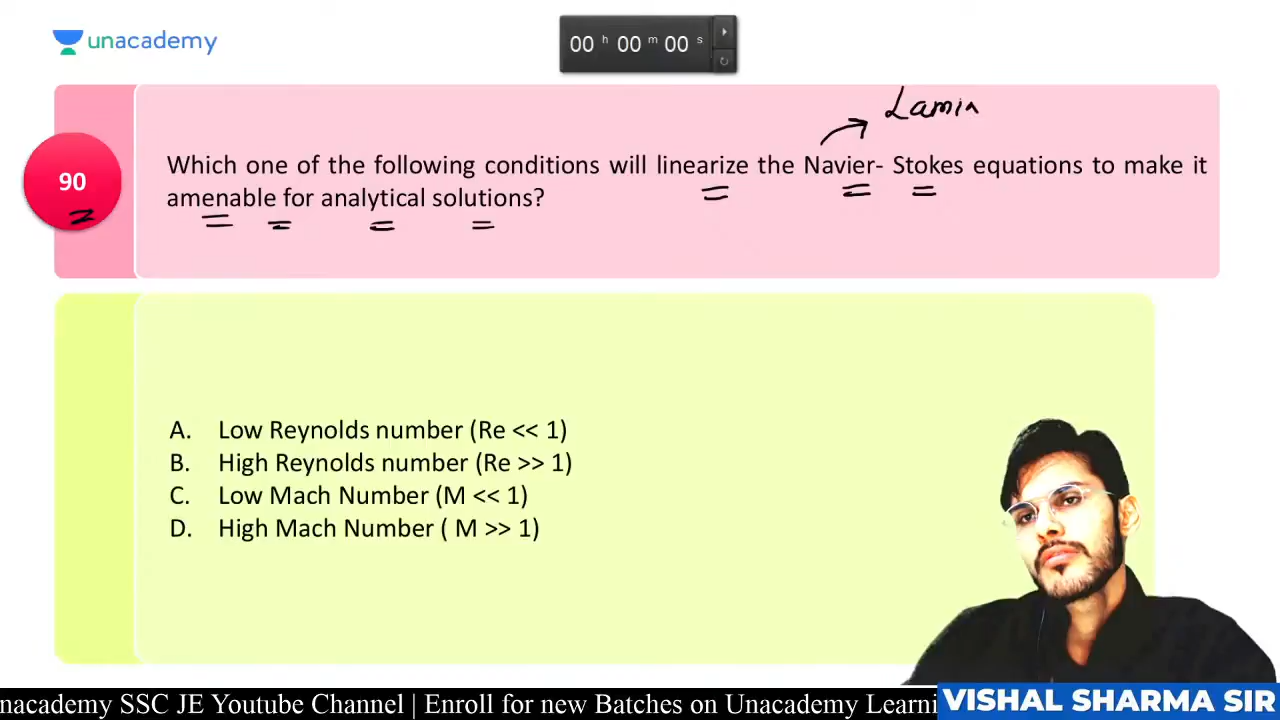 unacademy
00 h 00 m 00 s
Lamin
90
Which one of the following conditions will linearize the Navier- Stokes equations to make it
amenable for analytical solutions?
A. Low Reynolds number (Re << 1)
B. High Reynolds number (Re >> 1)
C. Low Mach Number (M << 1)
D. High Mach Number ( M >> 1)
nacademy SSC JE Youtube Channel | Enroll for new Batches on Unacademy Learni
VISHAL SHARMA SIR